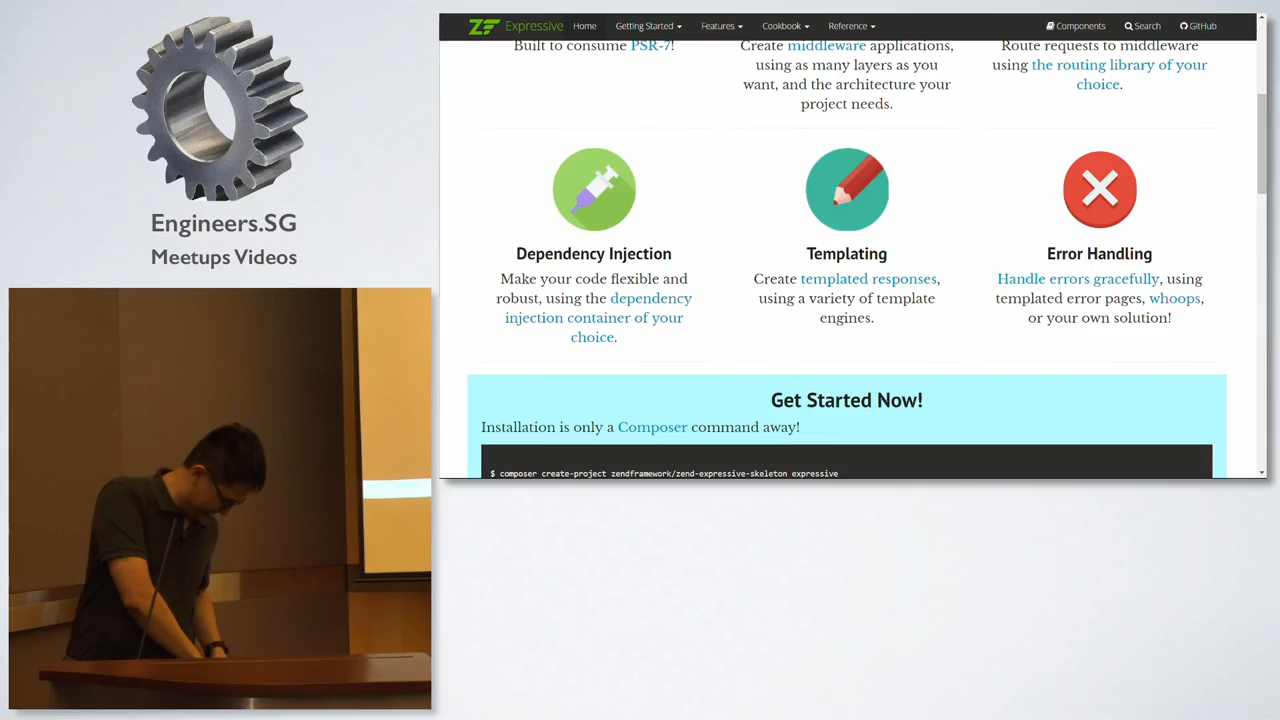 Engineers.SG
Meetups Videos
ZF Expressive Home Getting Started Features Cookbook Reference Components Search GitHub
Built to consume PSR-7!
Create middleware applications,
using as many layers as you
want, and the architecture your
project needs.
Route requests to middleware
using the routing library of your
choice.
Dependency Injection
Make your code flexible and
robust, using the dependency
injection container of your
choice.
Templating
Create templated responses,
using a variety of template
engines.
Error Handling
Handle errors gracefully, using
templated error pages, whoops,
or your own solution!
Get Started Now!
Installation is only a Composer command away!
$ composer create-project zendframework/zend-expressive-skeleton expressive